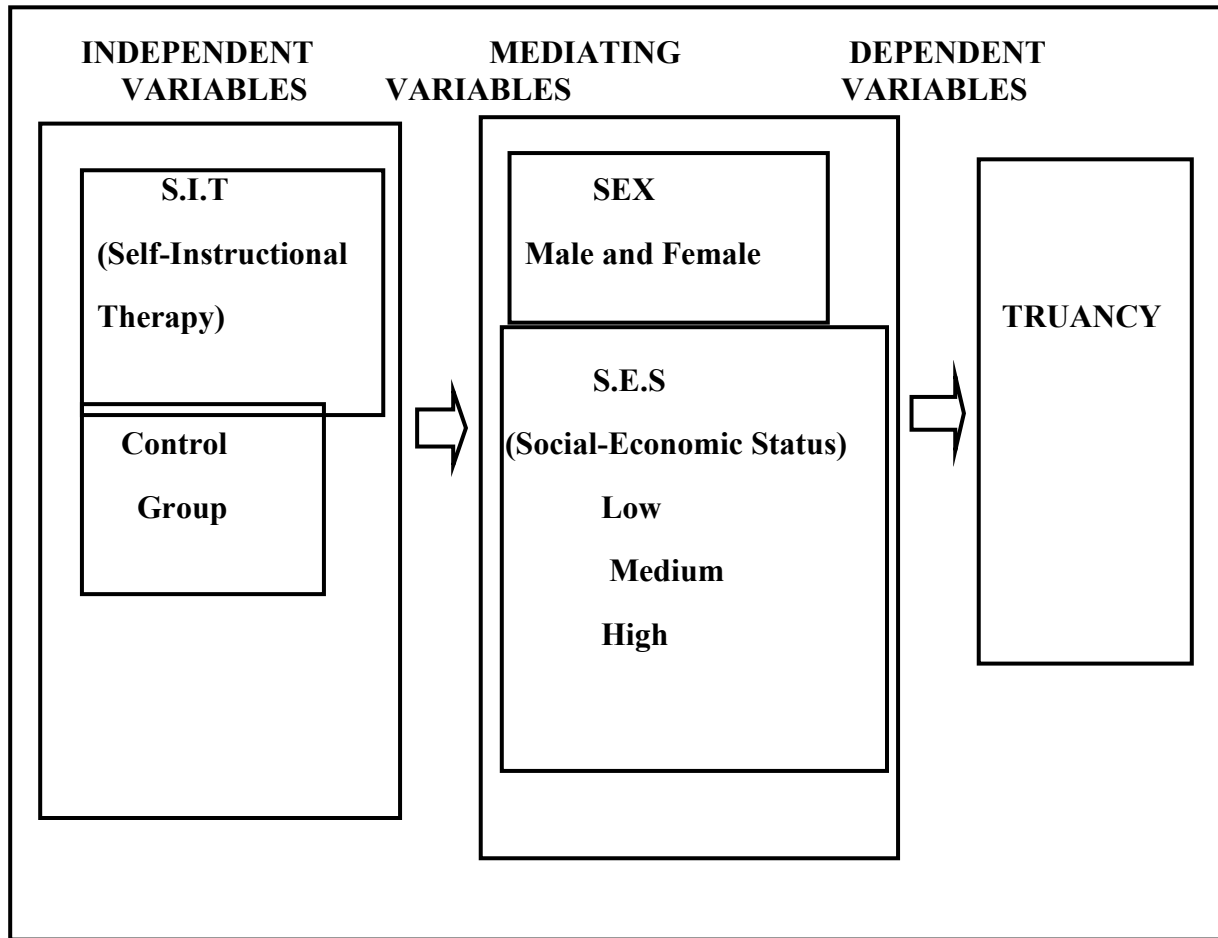 INDEPENDENT MEDIATING DEPENDENT
VARIABLES VARIABLES VARIABLES
S.I.T
(Self-Instructional
Therapy)
Control
Group
SEX
Male and Female
S.E.S
(Social-Economic Status)
Low
Medium
High
TRUANCY